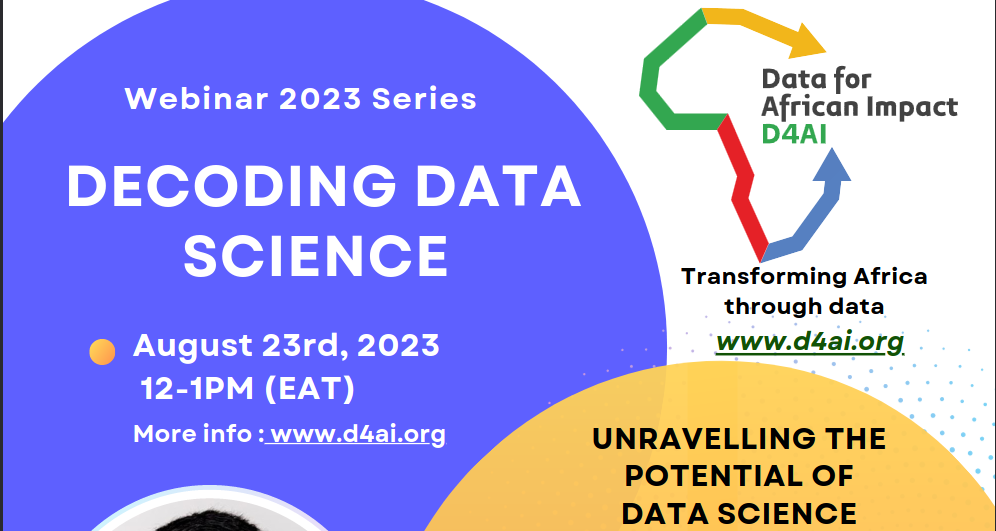 Webinar 2023 Series
DECODING DATA
SCIENCE
August 23rd, 2023
12-1PM (EAT)
More info : www.d4ai.org
Data for
African Impact
D4AI
Transforming Africa
through data
www.d4ai.org
UNRAVELLING THE
POTENTIAL OF
DATA SCIENCE